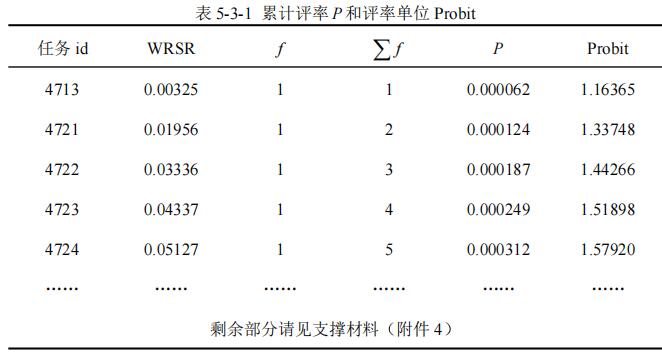 表 5-3-1 累计评率 P 和评率单位 Probit
任务 id WRSR f ∑f P Probit
4713 0.00325 1 1 0.000062 1.16365
4721 0.01956 1 2 0.000124 1.33748
4722 0.03336 1 3 0.000187 1.44266
4723 0.04337 1 4 0.000249 1.51898
4724 0.05127 1 5 0.000312 1.57920
…… …… …… …… …… ……
剩余部分请见支撑材料（附件 4）